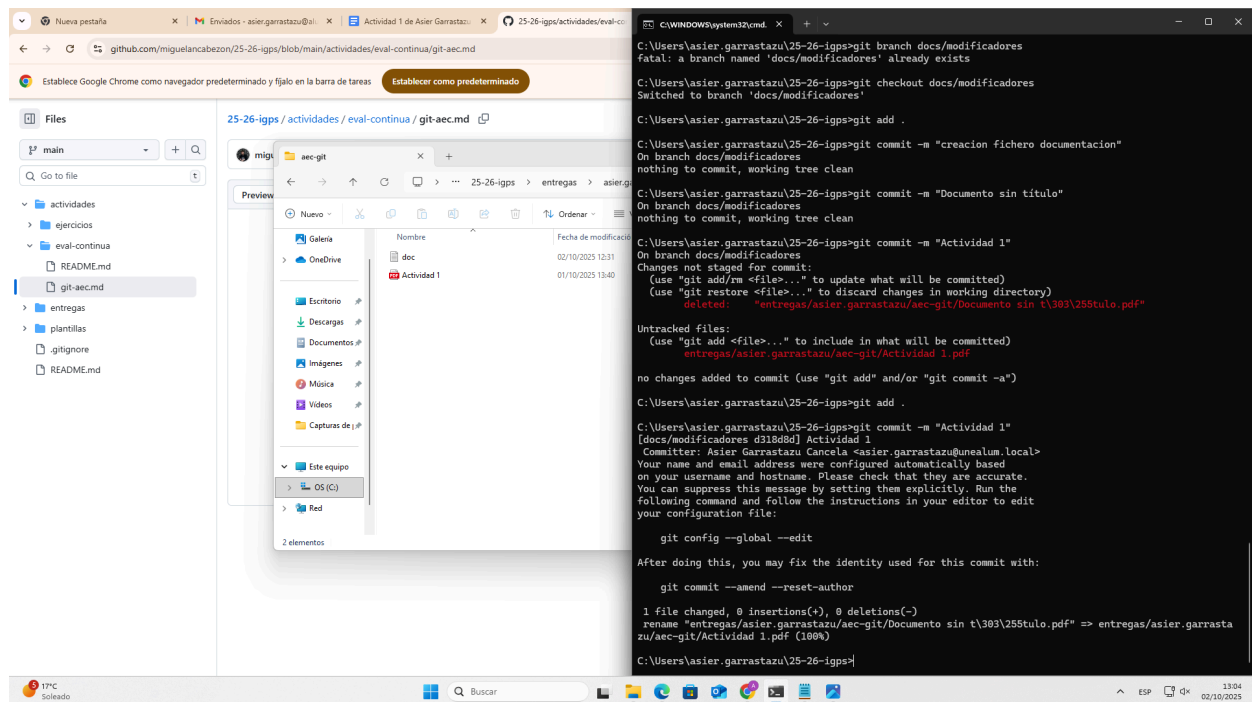 Nueva pestaña
Enviados - asier.garrastazu@al
Actividad 1 de Asier Garrastazu
25-26-igps/actividades/eval-co
github.com/miguelancabezon/25-26-igps/blob/main/actividades/eval-continua/git-aec.md
Establece Google Chrome como navegador predeterminado y fíjalo en la barra de tareas
Establecer como predeterminado
Files
main
Go to file
t
actividades
ejercicios
eval-continua
README.md
git-aec.md
entregas
plantillas
.gitignore
README.md
25-26-igps / actividades / eval-continua / git-aec.md
migu
Preview
aec-git
25-26-igps > entregas > asier.ga
Nuevo
Ordenar
Galería
OneDrive
Escritorio
Descargas
Documentos
Imágenes
Música
Vídeos
Capturas de
Este equipo
OS (C:)
Red
Nombre
Fecha de modificació
doc
02/10/2025 12:31
Actividad 1
01/10/2025 13:40
2 elementos
C:\WINDOWS\system32\cmd.
C:\Users\asier.garrastazu\25-26-igps>git branch docs/modificadores
fatal: a branch named 'docs/modificadores' already exists
C:\Users\asier.garrastazu\25-26-igps>git checkout docs/modificadores
Switched to branch 'docs/modificadores'
C:\Users\asier.garrastazu\25-26-igps>git add .
C:\Users\asier.garrastazu\25-26-igps>git commit -m "creacion fichero documentacion"
On branch docs/modificadores
nothing to commit, working tree clean
C:\Users\asier.garrastazu\25-26-igps>git commit -m "Documento sin título"
On branch docs/modificadores
nothing to commit, working tree clean
C:\Users\asier.garrastazu\25-26-igps>git commit -m "Actividad 1"
On branch docs/modificadores
Changes not staged for commit:
(use "git add/rm <file>..." to update what will be committed)
(use "git restore <file>..." to discard changes in working directory)
deleted: "entregas/asier.garrastazu/aec-git/Documento sin t\303\255tulo.pdf"
Untracked files:
(use "git add <file>..." to include in what will be committed)
entregas/asier.garrastazu/aec-git/Actividad 1.pdf
no changes added to commit (use "git add" and/or "git commit -a")
C:\Users\asier.garrastazu\25-26-igps>git add .
C:\Users\asier.garrastazu\25-26-igps>git commit -m "Actividad 1"
[docs/modificadores d318d8d] Actividad 1
Committer: Asier Garrastazu Cancela <asier.garrastazu@unealum.local>
Your name and email address were configured automatically based
on your username and hostname. Please check that they are accurate.
You can suppress this message by setting them explicitly. Run the
following command and follow the instructions in your editor to edit
your configuration file:
git config --global --edit
After doing this, you may fix the identity used for this commit with:
git commit --amend --reset-author
1 file changed, 0 insertions(+), 0 deletions(-)
rename "entregas/asier.garrastazu/aec-git/Documento sin t\303\255tulo.pdf" => entregas/asier.garrasta
zu/aec-git/Actividad 1.pdf (100%)
C:\Users\asier.garrastazu\25-26-igps>
5
17°C
Soleado
Buscar
ESP
13:04
02/10/2025